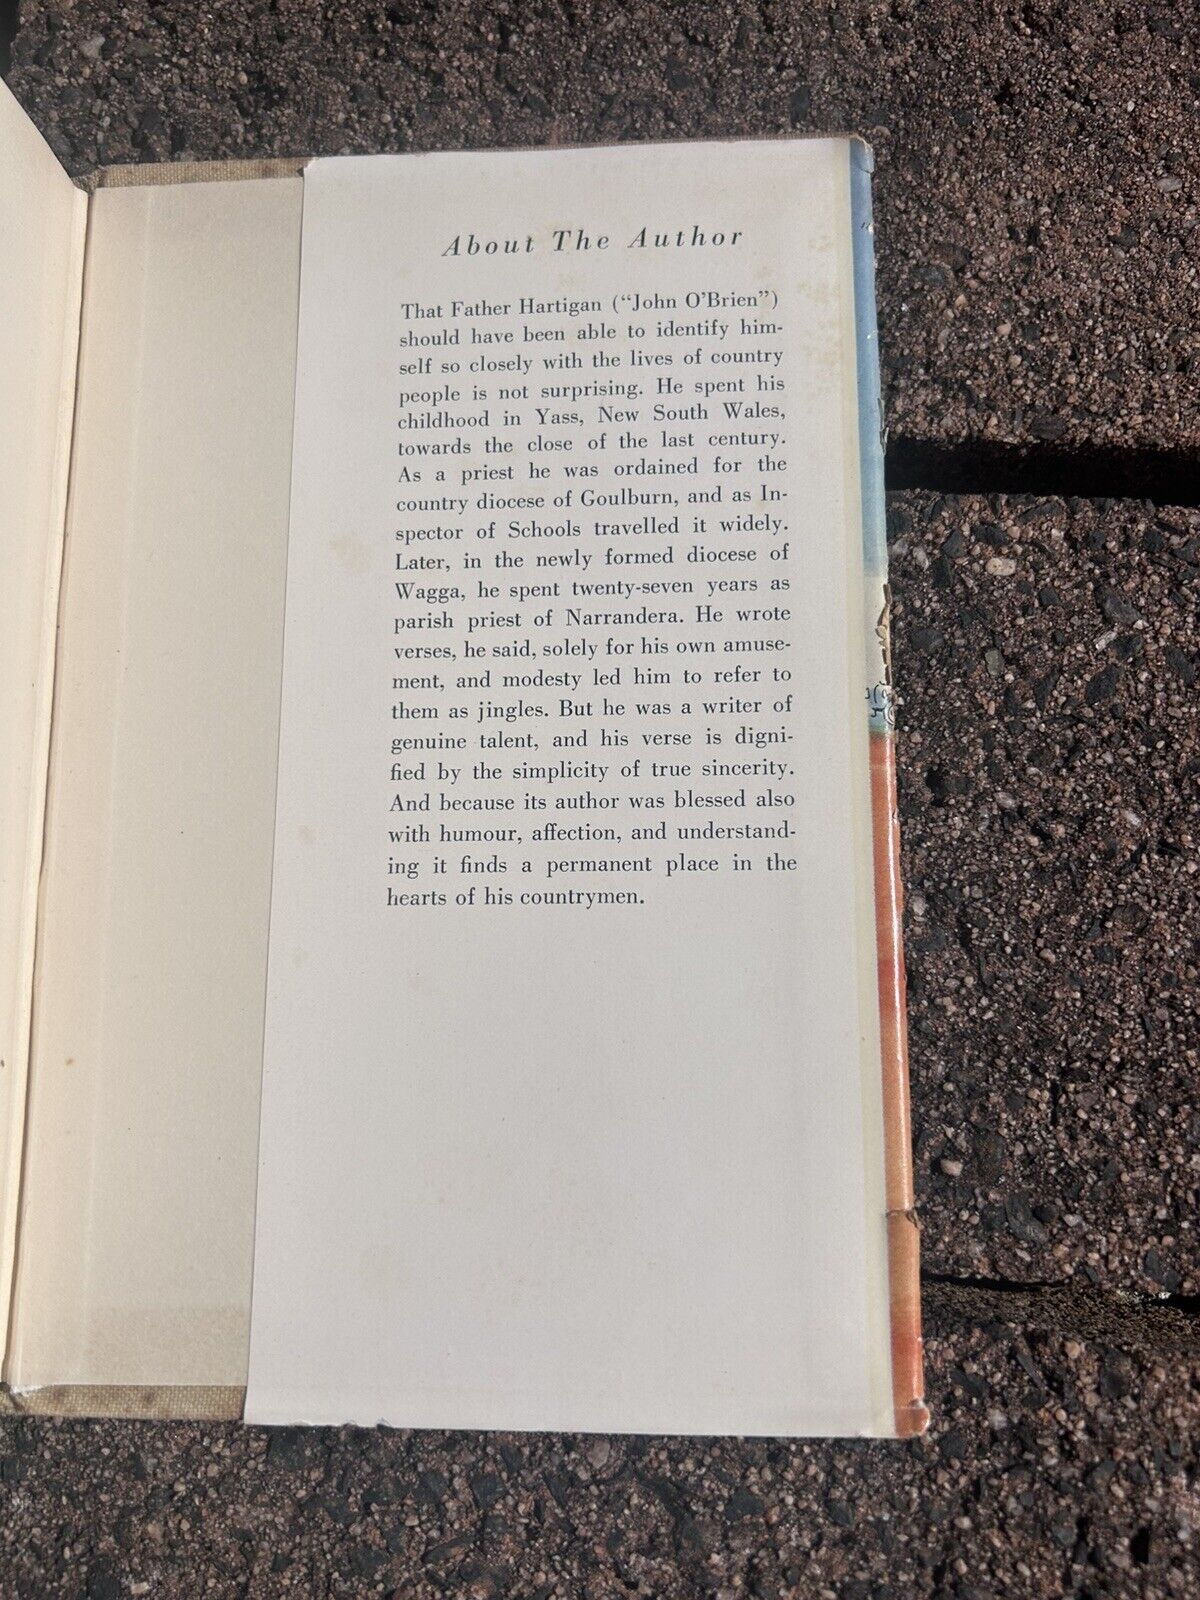 About The Author
That Father Hartigan (“John O’Brien”)
should have been able to identify him-
self so closely with the lives of country
people is not surprising. He spent his
childhood in Yass, New South Wales,
towards the close of the last century.
As a priest he was ordained for the
country diocese of Goulburn, and as In-
spector of Schools travelled it widely.
Later, in the newly formed diocese of
Wagga, he spent twenty-seven years as
parish priest of Narrandera. He wrote
verses, he said, solely for his own amuse-
ment, and modesty led him to refer to
them as jingles. But he was a writer of
genuine talent, and his verse is digni-
fied by the simplicity of true sincerity.
And because its author was blessed also
with humour, affection, and understand-
ing it finds a permanent place in the
hearts of his countrymen.